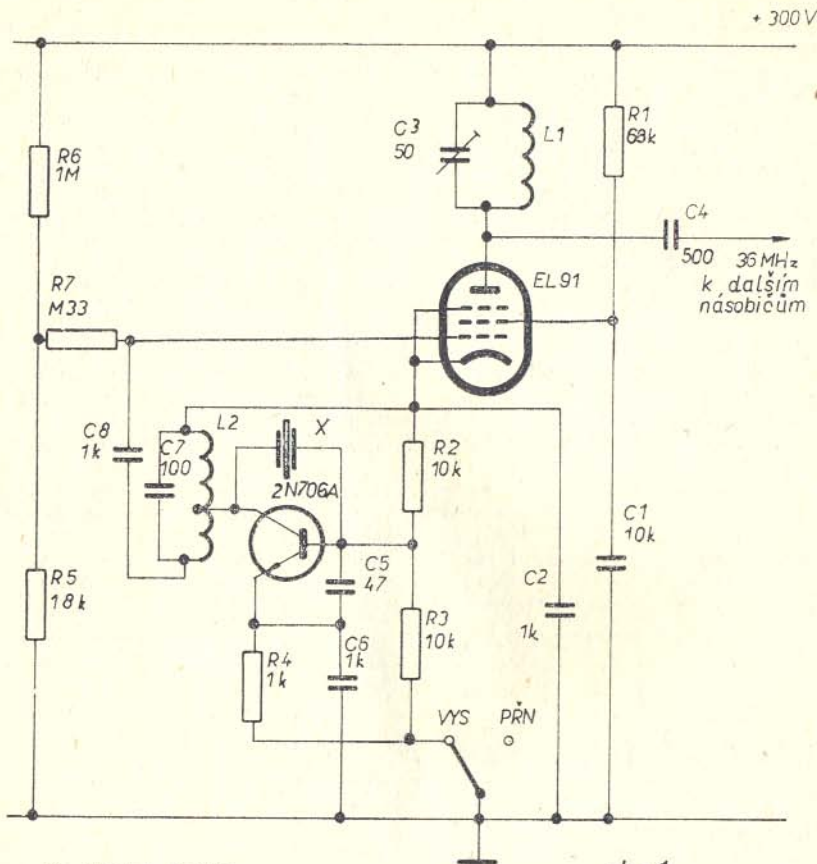 + 300 V
R6
1M
C3
50
L1
R1
68k
C4
500
36 MHz
k dalším
násobičům
EL91
R7
M33
C8
1k
C7
100
L2
X
2N706A
R2
10k
C1
10k
R5
18k
C5
47
C2
1k
R3
10k
R4
1k
C6
1k
VYS
PŘN